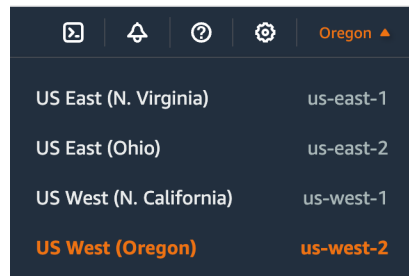 Oregon
US East (N. Virginia) us-east-1
US East (Ohio) us-east-2
US West (N. California) us-west-1
US West (Oregon) us-west-2